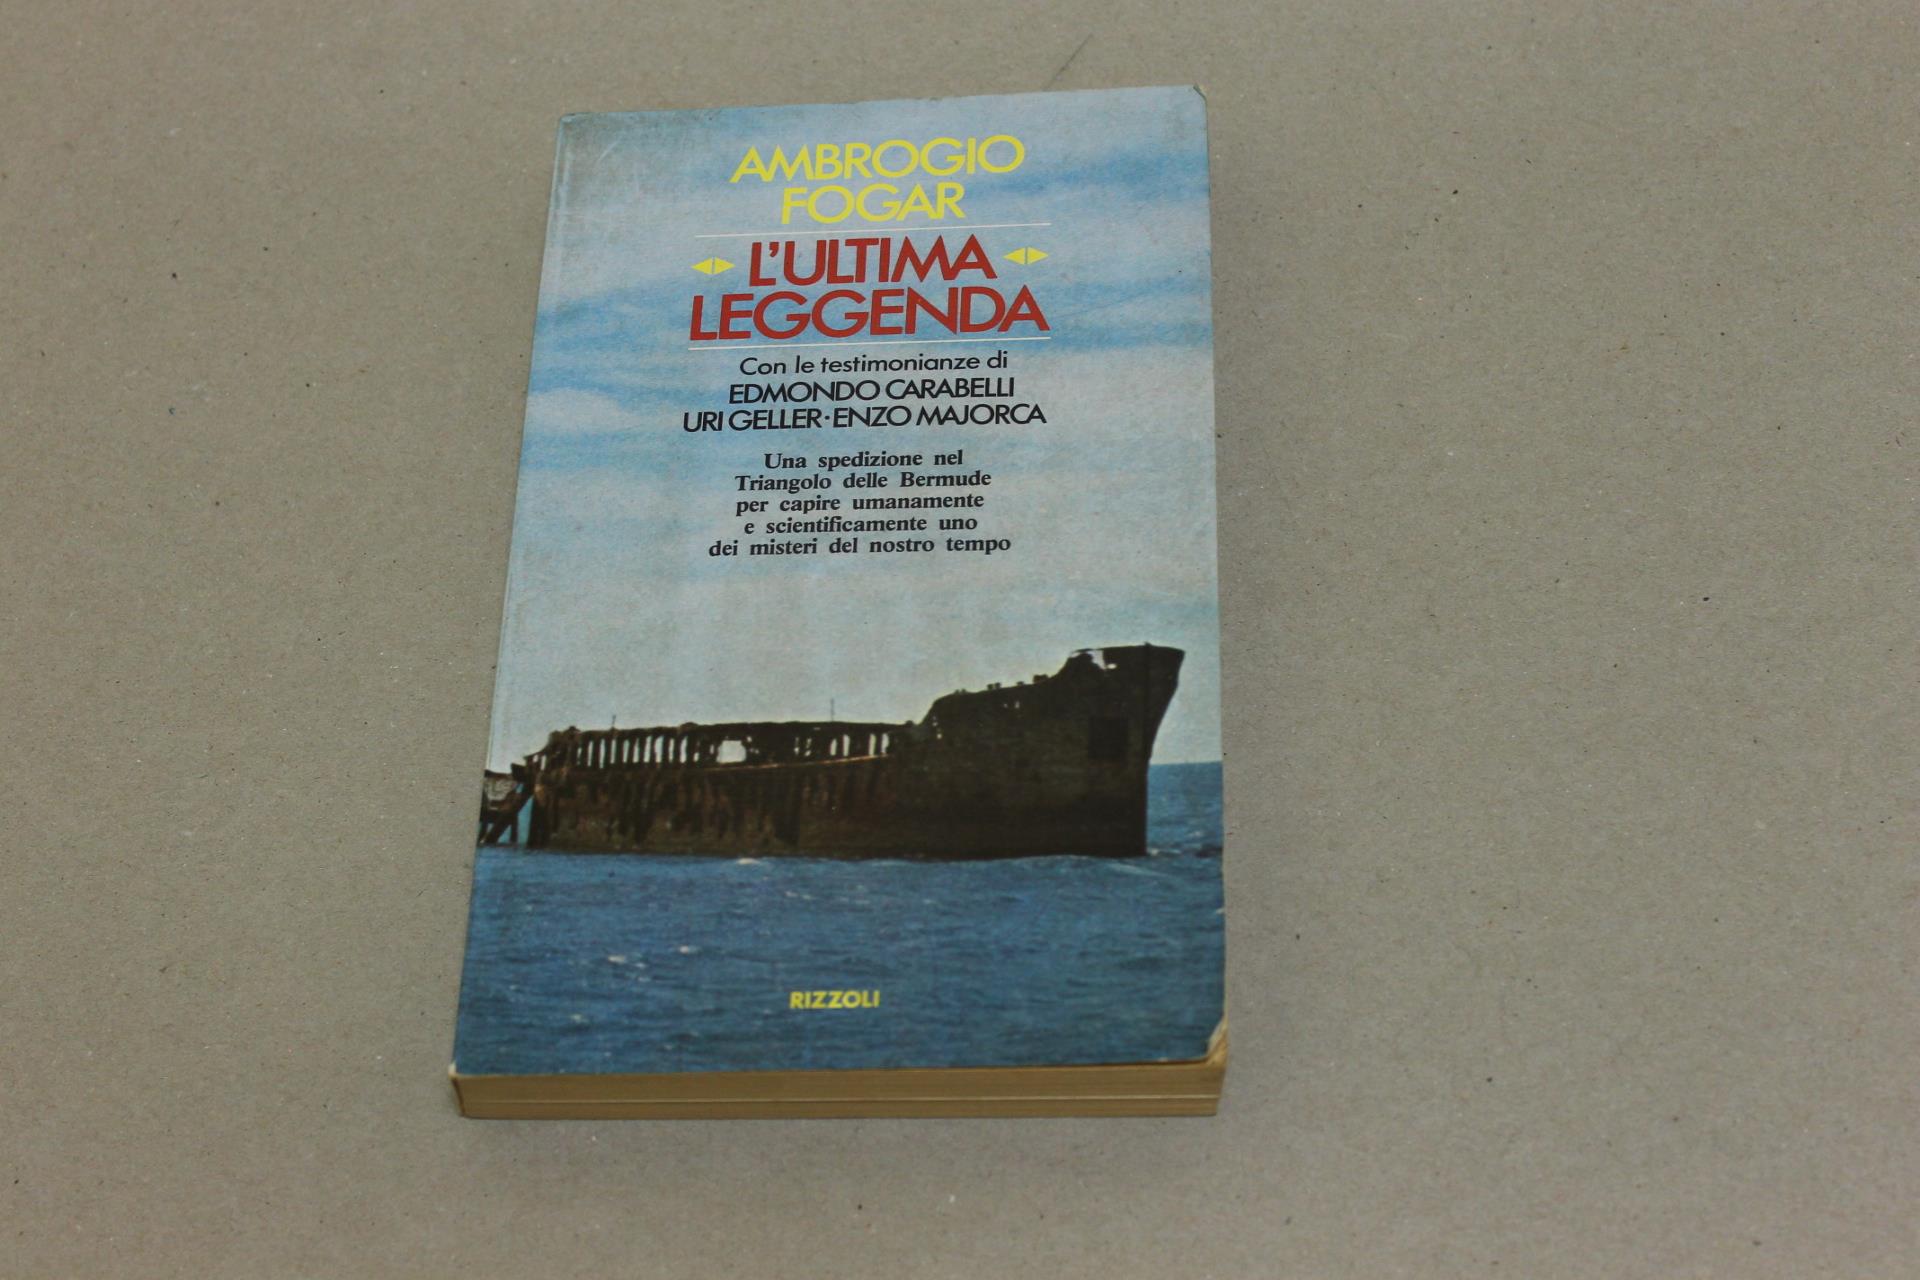 AMBROGIO
FOGAR
L'ULTIMA
LEGGENDA
Con le testimonianze di
EDMONDO CARABELLI
URI GELLER·ENZO MAJORCA
Una spedizione nel
Triangolo delle Bermude
per capire umanamente
e scientificamente uno
dei misteri del nostro tempo
RIZZOLI